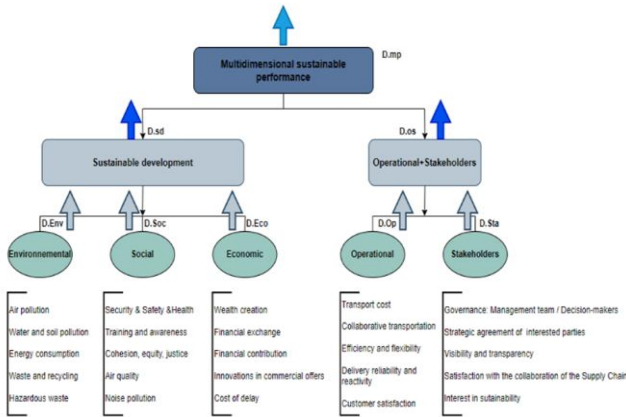 D.mp
Multidimensional sustainable
performance
D.sd
D.os
Sustainable development
Operational+Stakeholders
D.Env
D.Soc
D.Eco
D.Op
D.Sta
Environnemental
Social
Economic
Operational
Stakeholders
Air pollution
Water and soil pollution
Energy consumption
Waste and recycling
Hazardous waste
Security & Safety &Health
Training and awareness
Cohesion, equity, justice
Air quality
Noise pollution
Wealth creation
Financial exchange
Financial contribution
Innovations in commercial offers
Cost of delay
Transport cost
Collaborative transportation
Efficiency and flexibility
Delivery reliability and
reactivity
Customer satisfaction
Governance: Management team / Decision-makers
Strategic agreement of interested parties
Visibility and transparency
Satisfaction with the collaboration of the Supply Chain
Interest in sutainability